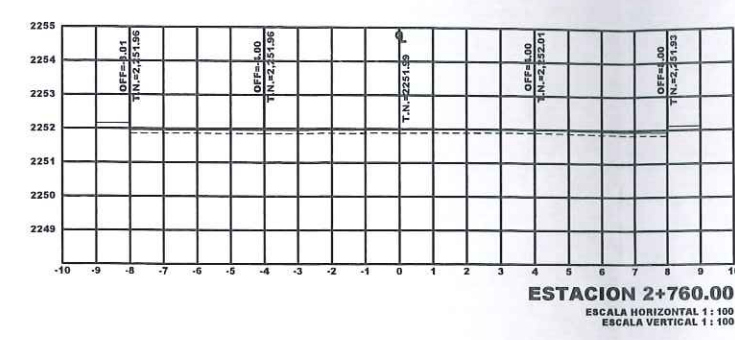 2255
2254
2253
2252
2251
2250
2249
OFF=-8.01
T.N.=2,251.96
OFF=-4.00
T.N.=2,251.96
℄
T.N.=2251.99
OFF=4.00
T.N.=2,252.01
OFF=8.00
T.N.=2,251.93
-10 -9 -8 -7 -6 -5 -4 -3 -2 -1 0 1 2 3 4 5 6 7 8 9
ESTACION 2+760.00
ESCALA HORIZONTAL 1 : 100
ESCALA VERTICAL 1 : 100